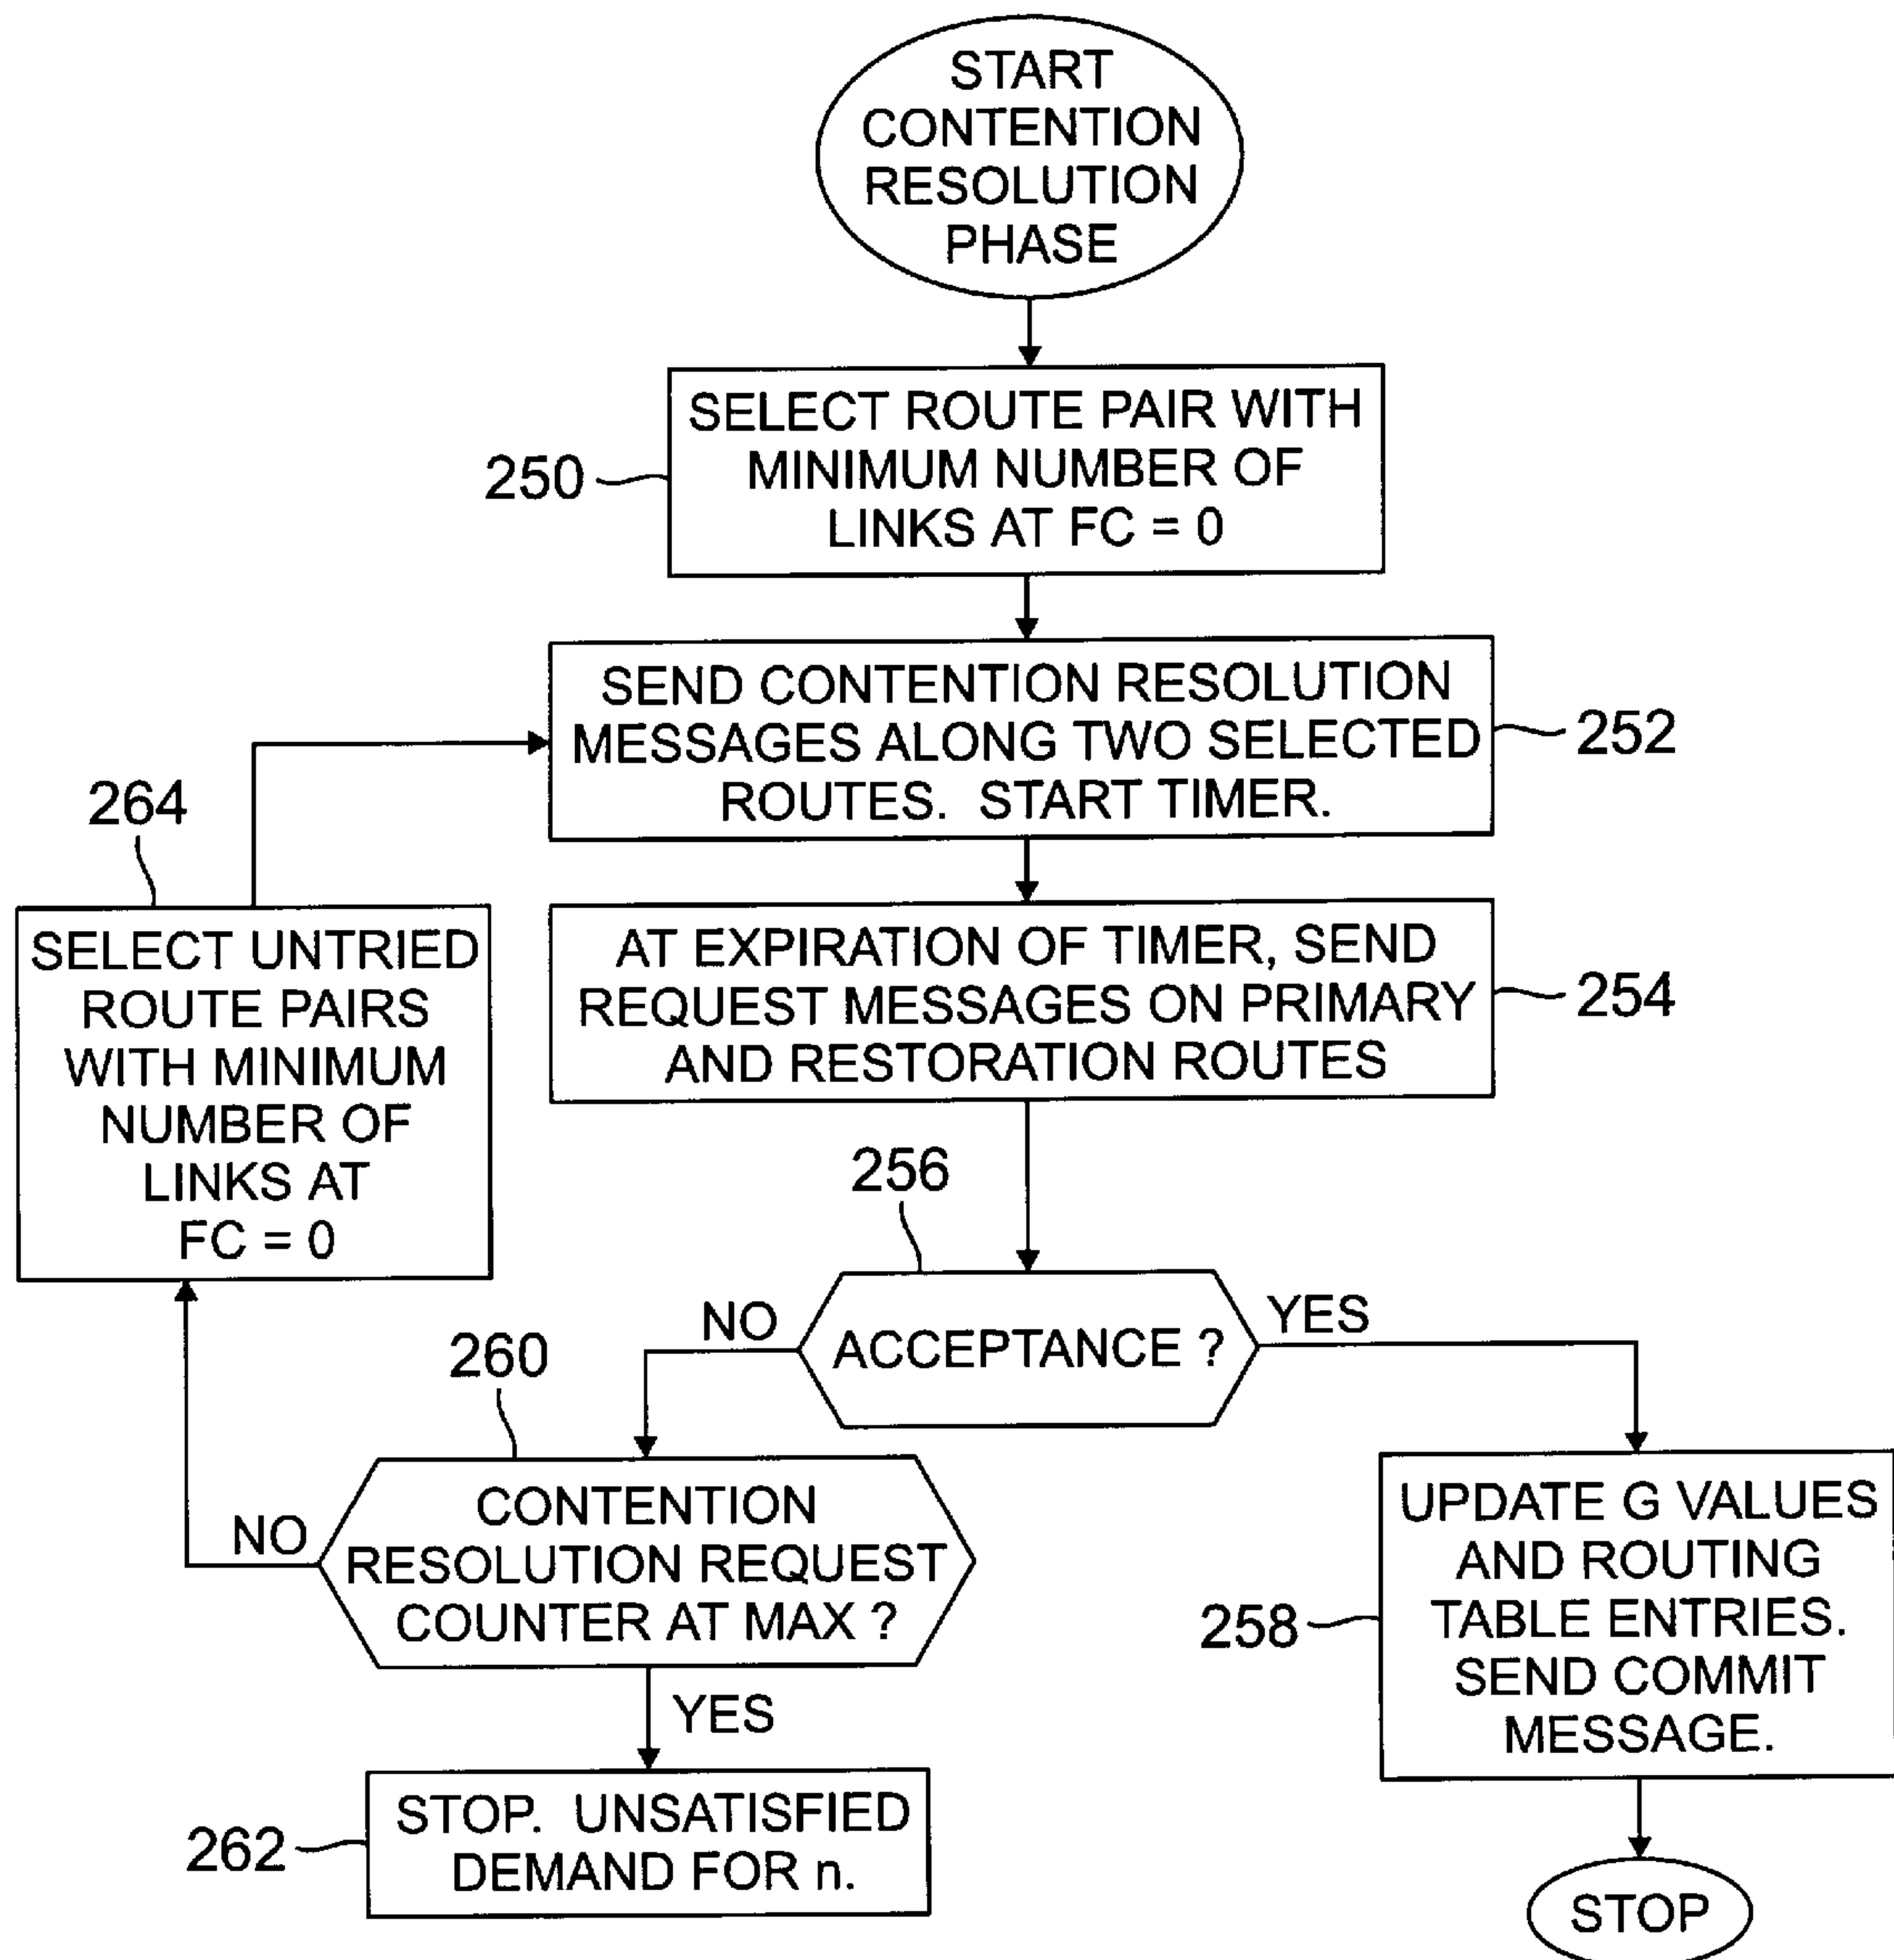 START
CONTENTION
RESOLUTION
PHASE
SELECT ROUTE PAIR WITH
MINIMUM NUMBER OF
LINKS AT FC = 0
250
SEND CONTENTION RESOLUTION
MESSAGES ALONG TWO SELECTED
ROUTES. START TIMER.
252
264
SELECT UNTRIED
ROUTE PAIRS
WITH MINIMUM
NUMBER OF
LINKS AT
FC = 0
AT EXPIRATION OF TIMER, SEND
REQUEST MESSAGES ON PRIMARY
AND RESTORATION ROUTES
254
256
NO
ACCEPTANCE ?
YES
260
NO
CONTENTION
RESOLUTION REQUEST
COUNTER AT MAX ?
YES
UPDATE G VALUES
AND ROUTING
TABLE ENTRIES.
SEND COMMIT
MESSAGE.
258
262
STOP. UNSATISFIED
DEMAND FOR n.
STOP